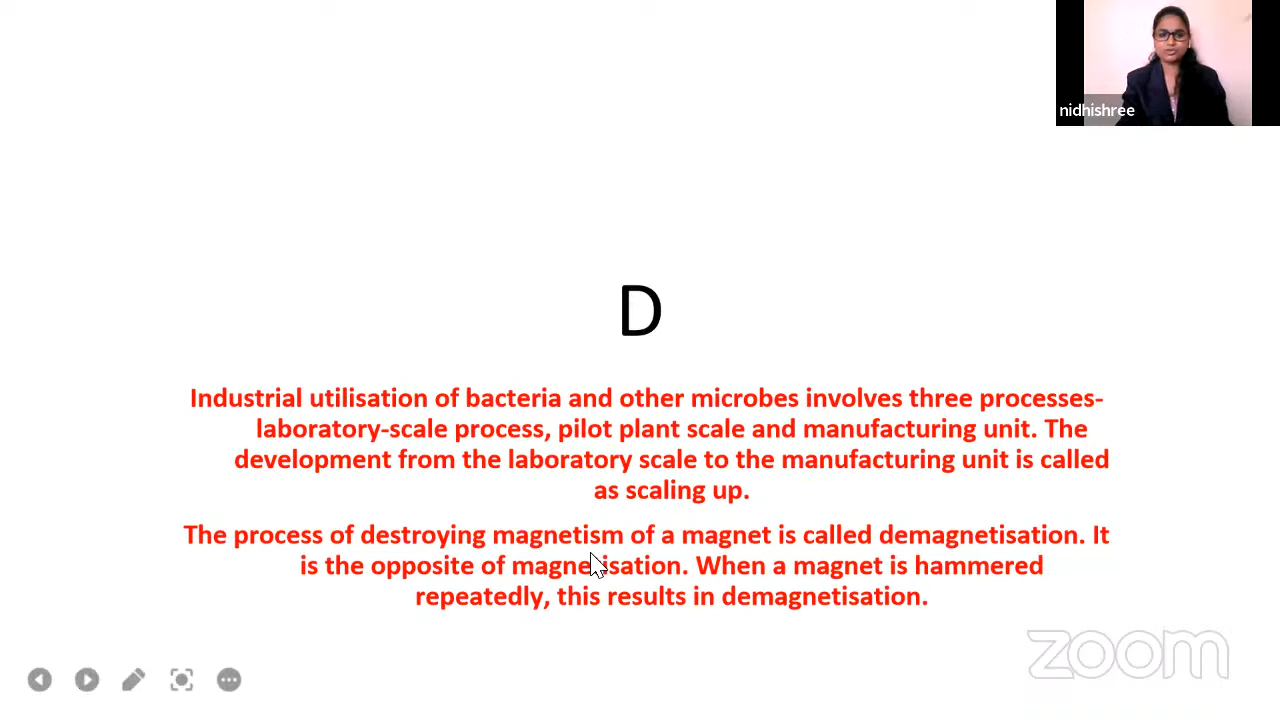 nidhishree
D
Industrial utilisation of bacteria and other microbes involves three processes-
laboratory-scale process, pilot plant scale and manufacturing unit. The
development from the laboratory scale to the manufacturing unit is called
as scaling up.
The process of destroying magnetism of a magnet is called demagnetisation. It
is the opposite of magnetisation. When a magnet is hammered
repeatedly, this results in demagnetisation.
zoom